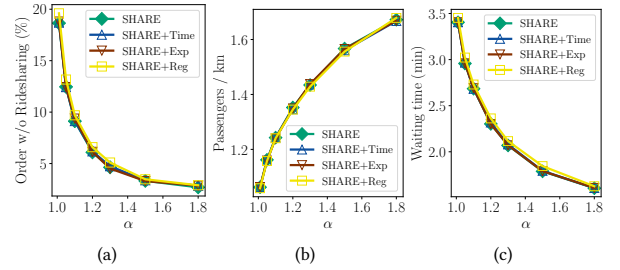 Order w/o Ridesharing (%)
20
15
10
5
SHARE
SHARE+Time
SHARE+Exp
SHARE+Reg
1.0 1.2 1.4 1.6 1.8
α
(a)
Passengers / km
1.6
1.4
1.2
SHARE
SHARE+Time
SHARE+Exp
SHARE+Reg
1.0 1.2 1.4 1.6 1.8
α
(b)
Waiting time (min)
3.5
3.0
2.5
2.0
SHARE
SHARE+Time
SHARE+Exp
SHARE+Reg
1.0 1.2 1.4 1.6 1.8
α
(c)